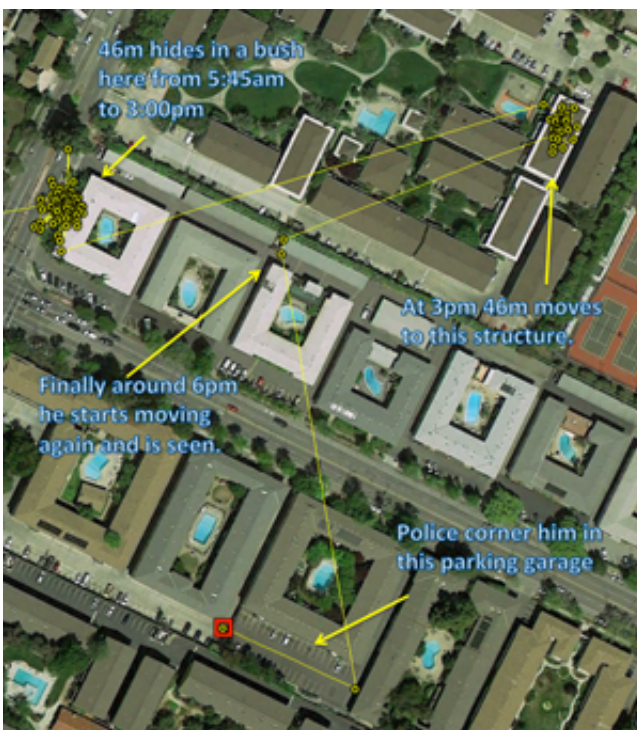 46m hides in a bush
here from 5:45am
to 3:00pm
At 3pm 46m moves
to this structure.
Finally around 6pm
he starts moving
again and is seen.
Police corner him in
this parking garage